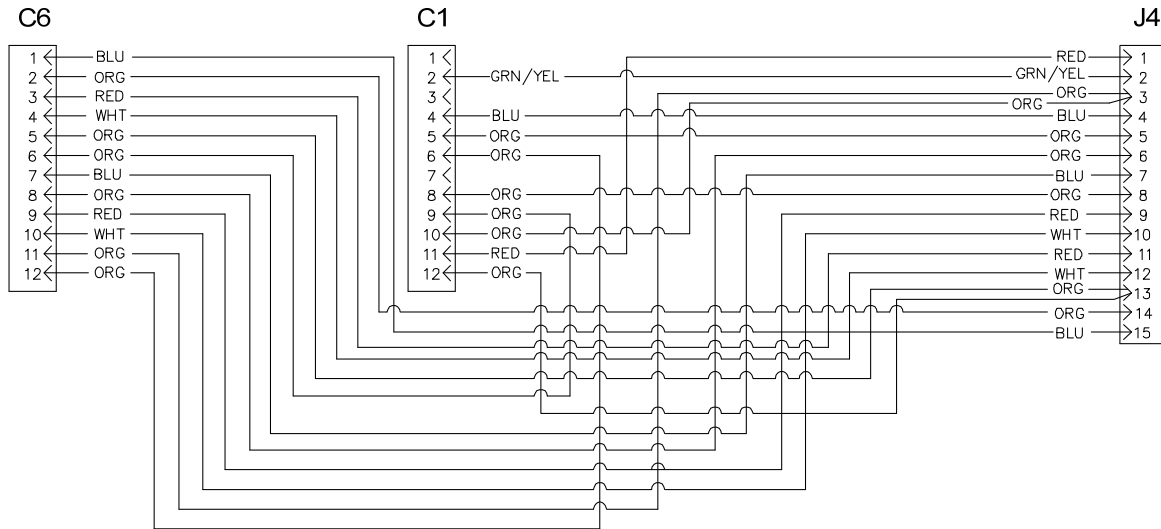 C6
C1
J4
1 BLU
2 ORG
3 RED
4 WHT
5 ORG
6 ORG
7 BLU
8 ORG
9 RED
10 WHT
11 ORG
12 ORG
1
2 GRN/YEL
3
4 BLU
5 ORG
6 ORG
7
8 ORG
9 ORG
10 ORG
11 RED
12 ORG
RED 1
GRN/YEL 2
ORG 3
ORG
BLU 4
ORG 5
ORG 6
BLU 7
ORG 8
RED 9
WHT 10
RED 11
WHT 12
ORG 13
ORG 14
BLU 15